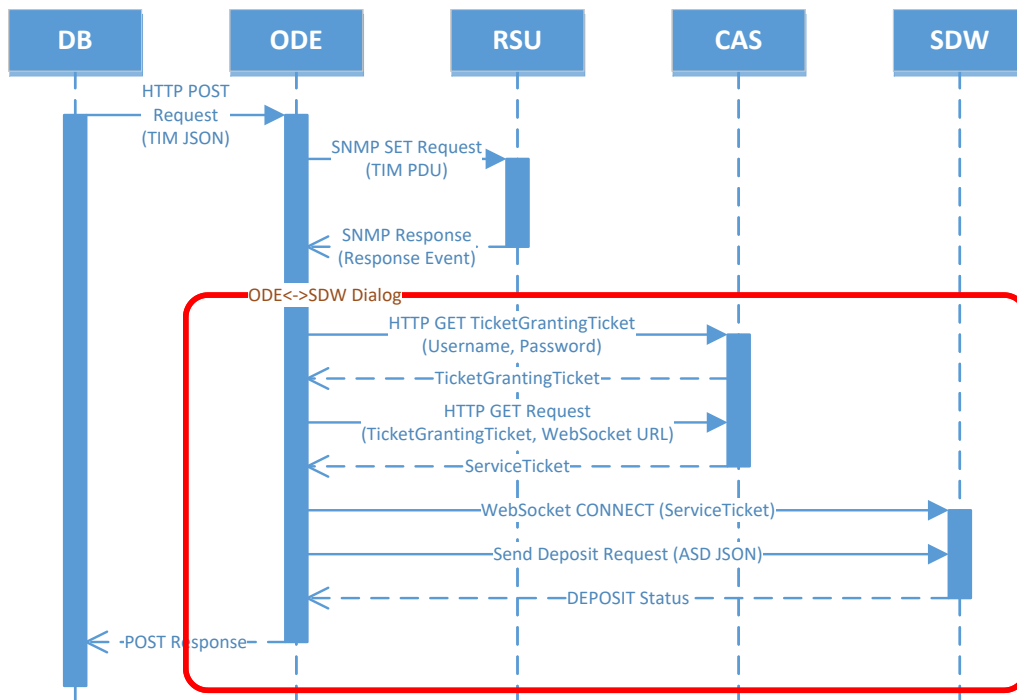 DB
ODE
RSU
CAS
SDW
HTTP POST
Request
(TIM JSON)
SNMP SET Request
(TIM PDU)
SNMP Response
(Response Event)
ODE<->SDW Dialog
HTTP GET TicketGrantingTicket
(Username, Password)
TicketGrantingTicket
HTTP GET Request
(TicketGrantingTicket, WebSocket URL)
ServiceTicket
WebSocket CONNECT (ServiceTicket)
Send Deposit Request (ASD JSON)
DEPOSIT Status
POST Response